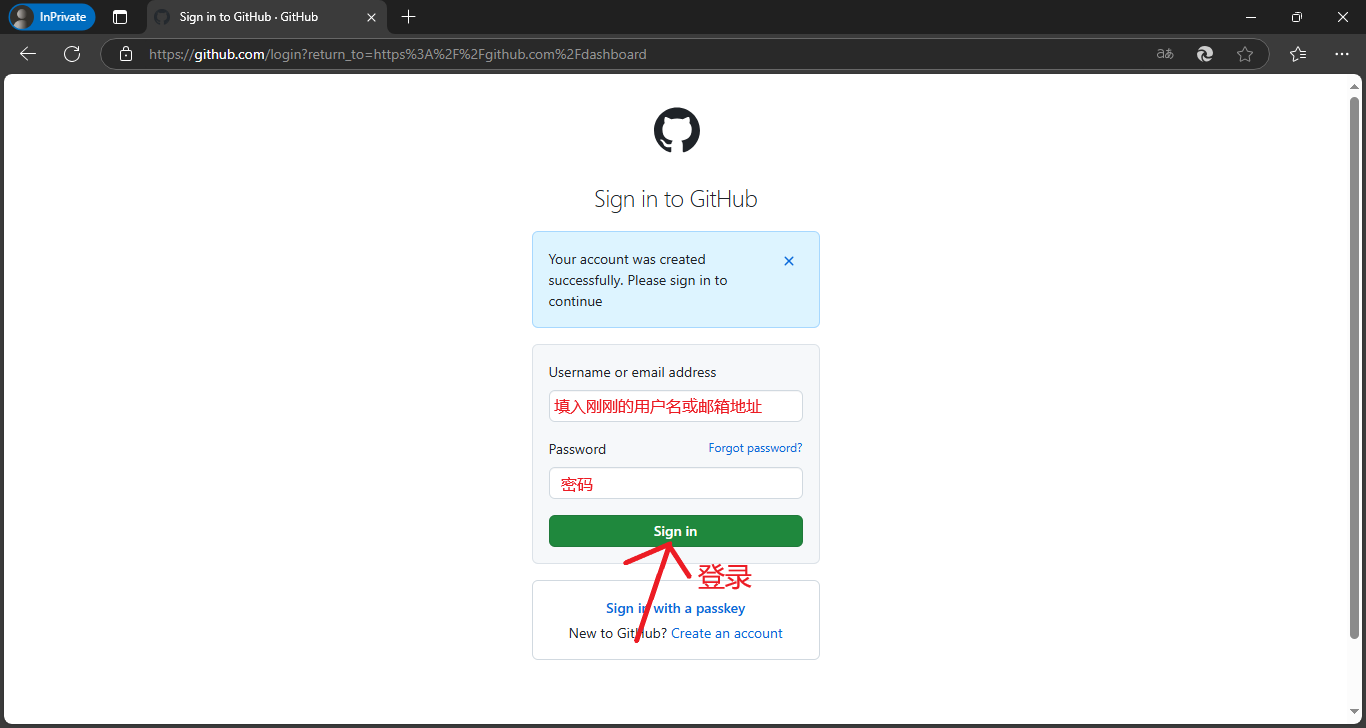 InPrivate
Sign in to GitHub · GitHub
https://github.com/login?return_to=https%3A%2F%2Fgithub.com%2Fdashboard
aあ
Sign in to GitHub
Your account was created
successfully. Please sign in to
continue
Username or email address
填入刚刚的用户名或邮箱地址
Password Forgot password?
密码
Sign in
登录
Sign in with a passkey
New to GitHub? Create an account